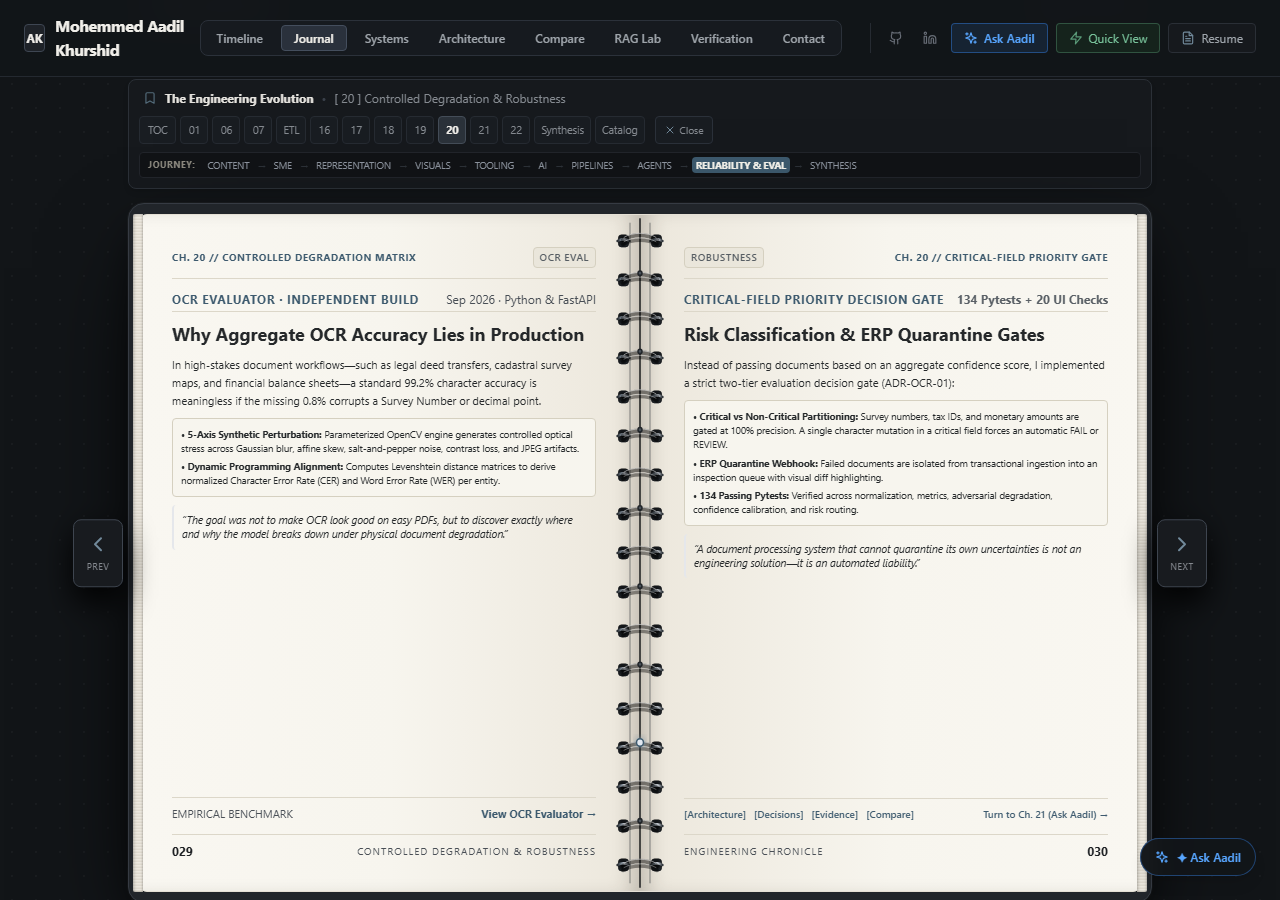 AK
Mohemmed Aadil
Khurshid
Timeline
Journal
Systems
Architecture
Compare
RAG Lab
Verification
Contact
Ask Aadil
Quick View
Resume
The Engineering Evolution · [ 20 ] Controlled Degradation & Robustness
TOC 01 06 07 ETL 16 17 18 19 20 21 22 Synthesis Catalog × Close
JOURNEY: CONTENT → SME → REPRESENTATION → VISUALS → TOOLING → AI → PIPELINES → AGENTS → RELIABILITY & EVAL → SYNTHESIS
CH. 20 // CONTROLLED DEGRADATION MATRIX
OCR EVAL
OCR EVALUATOR · INDEPENDENT BUILD
Sep 2026 · Python & FastAPI
Why Aggregate OCR Accuracy Lies in Production
In high-stakes document workflows—such as legal deed transfers, cadastral survey
maps, and financial balance sheets—a standard 99.2% character accuracy is
meaningless if the missing 0.8% corrupts a Survey Number or decimal point.
• 5-Axis Synthetic Perturbation: Parameterized OpenCV engine generates controlled optical
stress across Gaussian blur, affine skew, salt-and-pepper noise, contrast loss, and JPEG artifacts.
• Dynamic Programming Alignment: Computes Levenshtein distance matrices to derive
normalized Character Error Rate (CER) and Word Error Rate (WER) per entity.
"The goal was not to make OCR look good on easy PDFs, but to discover exactly where
and why the model breaks down under physical document degradation."
EMPIRICAL BENCHMARK
View OCR Evaluator →
029
CONTROLLED DEGRADATION & ROBUSTNESS
ROBUSTNESS
CH. 20 // CRITICAL-FIELD PRIORITY GATE
CRITICAL-FIELD PRIORITY DECISION GATE
134 Pytests + 20 UI Checks
Risk Classification & ERP Quarantine Gates
Instead of passing documents based on an aggregate confidence score, I implemented
a strict two-tier evaluation decision gate (ADR-OCR-01):
• Critical vs Non-Critical Partitioning: Survey numbers, tax IDs, and monetary amounts are
gated at 100% precision. A single character mutation in a critical field forces an automatic FAIL or
REVIEW.
• ERP Quarantine Webhook: Failed documents are isolated from transactional ingestion into an
inspection queue with visual diff highlighting.
• 134 Passing Pytests: Verified across normalization, metrics, adversarial degradation,
confidence calibration, and risk routing.
"A document processing system that cannot quarantine its own uncertainties is not an
engineering solution—it is an automated liability."
[Architecture] [Decisions] [Evidence] [Compare]
Turn to Ch. 21 (Ask Aadil) →
ENGINEERING CHRONICLE
030
PREV
NEXT
✦ Ask Aadil